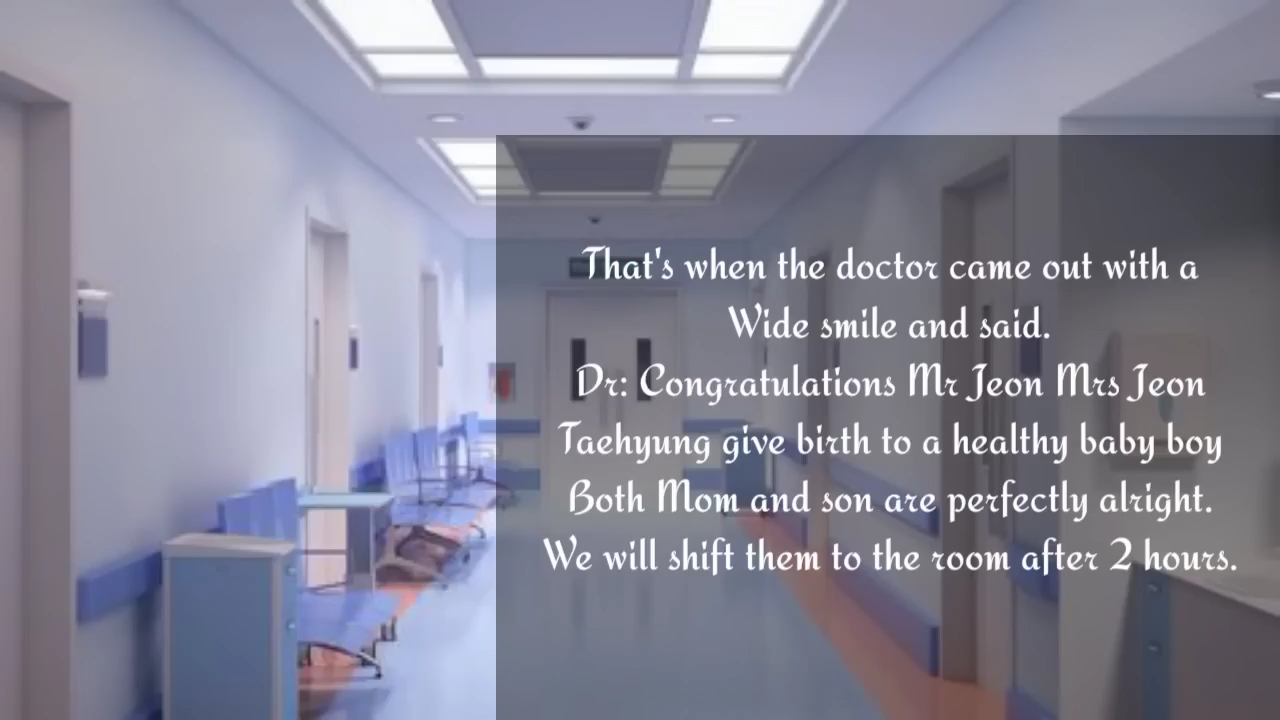 That's when the doctor came out with a
Wide smile and said.
Dr: Congratulations Mr Jeon Mrs Jeon
Taehyung give birth to a healthy baby boy
Both Mom and son are perfectly alright.
We will shift them to the room after 2 hours.